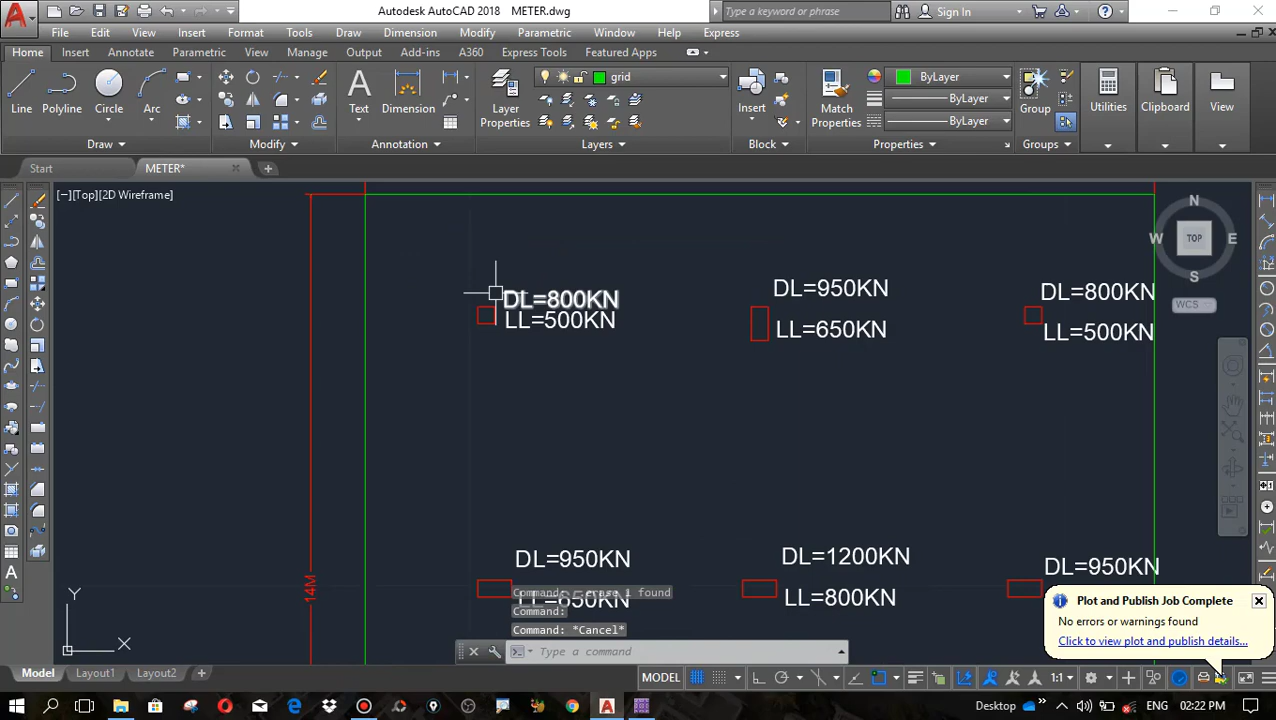 Autodesk AutoCAD 2018 METER.dwg
Type a keyword or phrase
Sign In
File Edit View Insert Format Tools Draw Dimension Modify Parametric Window Help Express
Home Insert Annotate Parametric View Manage Output Add-ins A360 Express Tools Featured Apps
grid
ByLayer
ByLayer
ByLayer
Line Polyline Circle Arc
Text Dimension
Layer
Properties
Insert
Match
Properties
Group
Utilities Clipboard View
Draw Modify Annotation Layers Block Properties Groups
Start METER*
[−][Top][2D Wireframe]
N
W TOP E
S
WCS
DL=800KN
LL=500KN
DL=950KN
LL=650KN
DL=800KN
LL=500KN
14M
DL=950KN
LL=650KN
DL=1200KN
LL=800KN
DL=950KN
Y
X
Command: _.erase 1 found
Command:
Command: *Cancel*
Type a command
Plot and Publish Job Complete
No errors or warnings found
Click to view plot and publish details...
Model Layout1 Layout2
MODEL
1:1
Desktop
ENG 02:22 PM